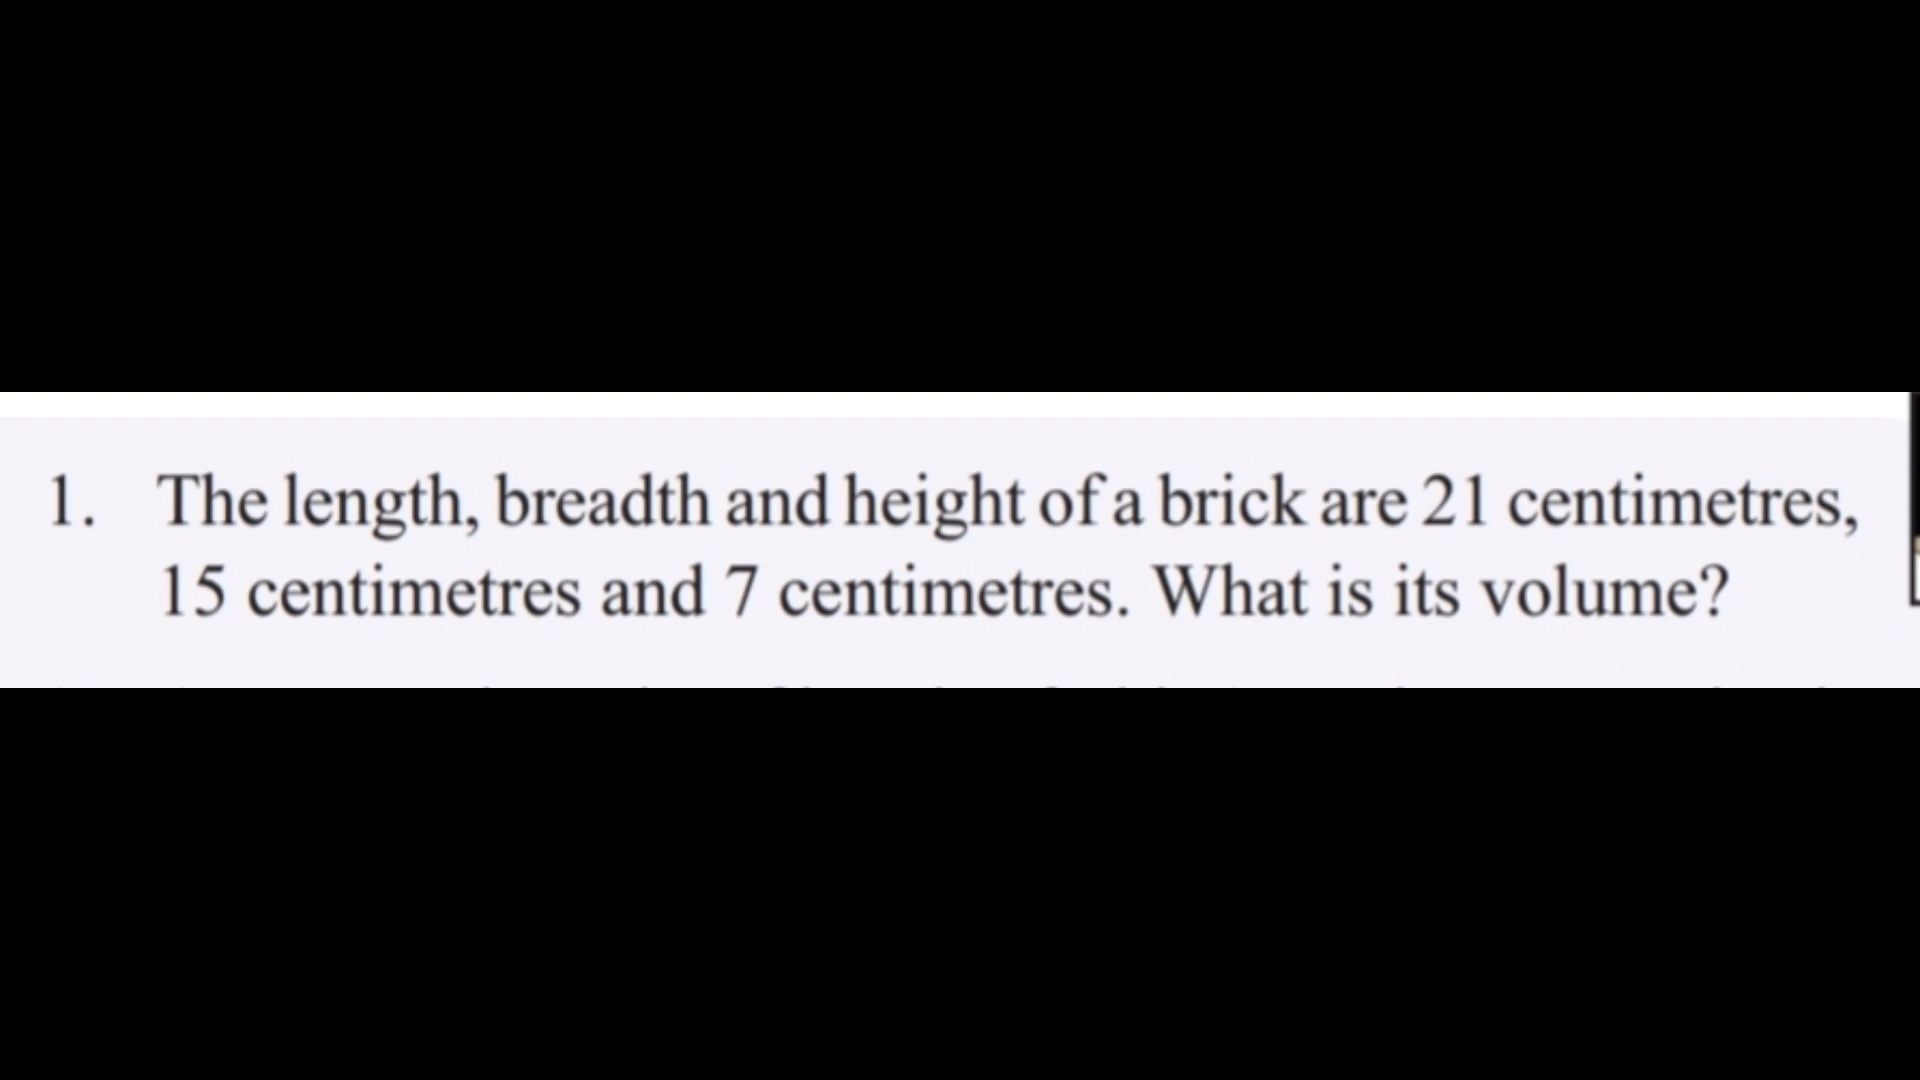 1. The length, breadth and height of a brick are 21 centimetres,
15 centimetres and 7 centimetres. What is its volume?